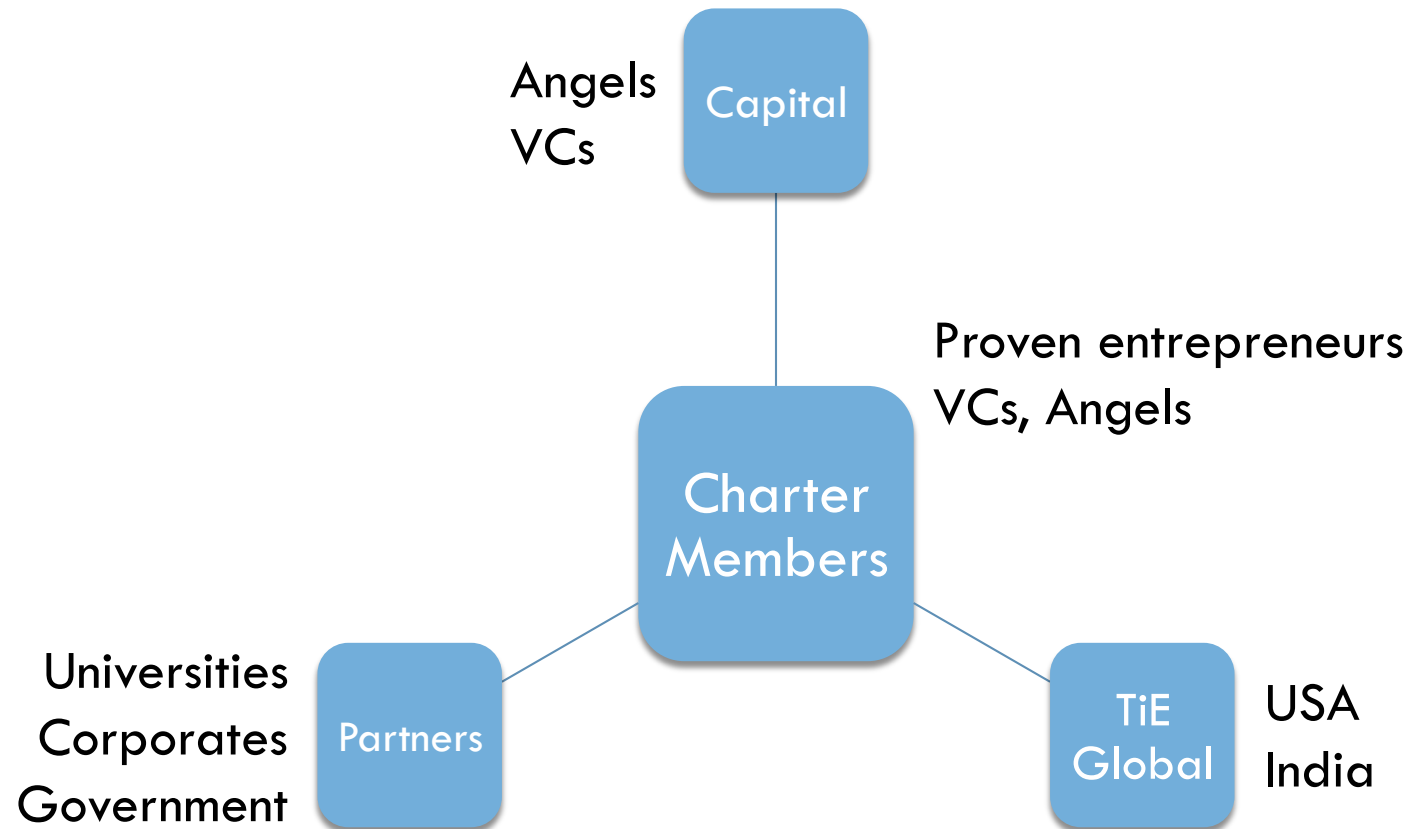 Angels
VCs
Capital
Proven entrepreneurs
VCs, Angels
Charter
Members
Universities
Corporates
Government
Partners
TiE
Global
USA
India